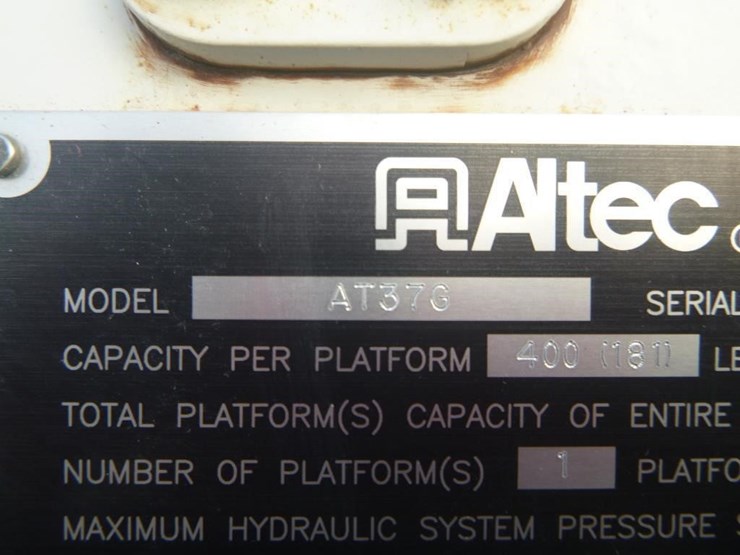 Altec
MODEL AT37G SERIAL
CAPACITY PER PLATFORM 400 (181)
TOTAL PLATFORM(S) CAPACITY OF ENTIRE
NUMBER OF PLATFORM(S) 1 PLATFO
MAXIMUM HYDRAULIC SYSTEM PRESSURE